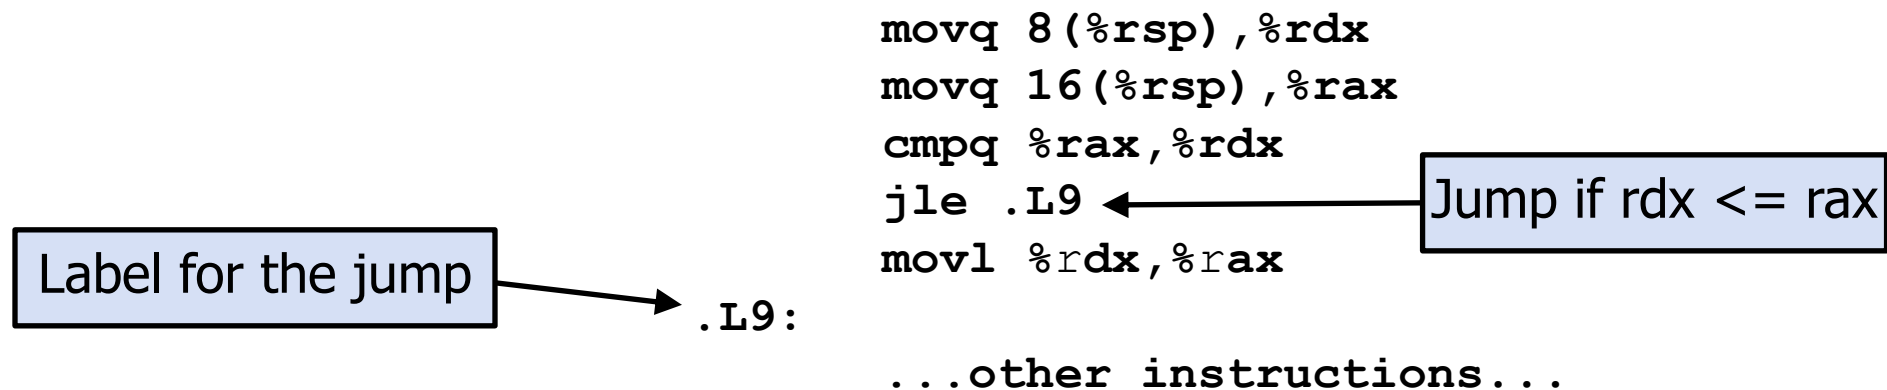 movq 8(%rsp),%rdx
movq 16(%rsp),%rax
cmpq %rax,%rdx
jle .L9
Jump if rdx <= rax
movl %rdx,%rax
Label for the jump
.L9:
...other instructions...